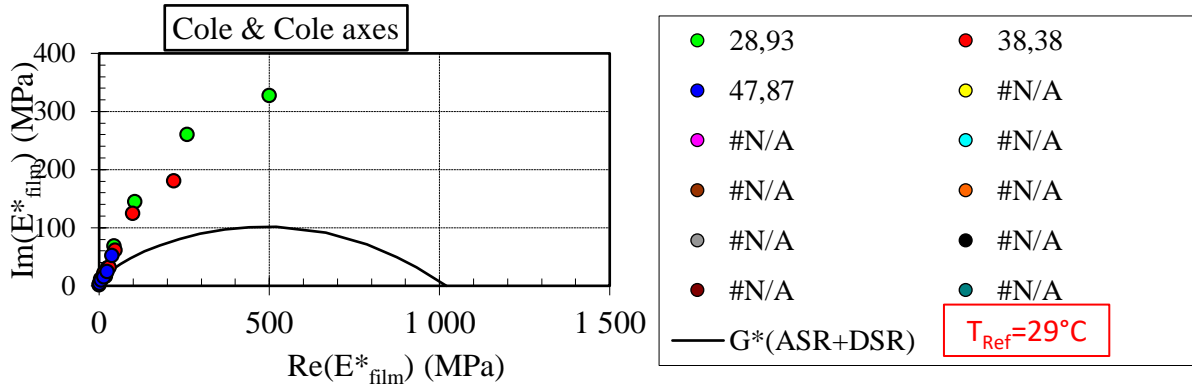 Cole & Cole axes
400
300
200
100
0
Im(E*film) (MPa)
0 500 1 000 1 500
Re(E*film) (MPa)
28,93 38,38
47,87 #N/A
#N/A #N/A
#N/A #N/A
#N/A #N/A
#N/A #N/A
G*(ASR+DSR) TRef=29°C